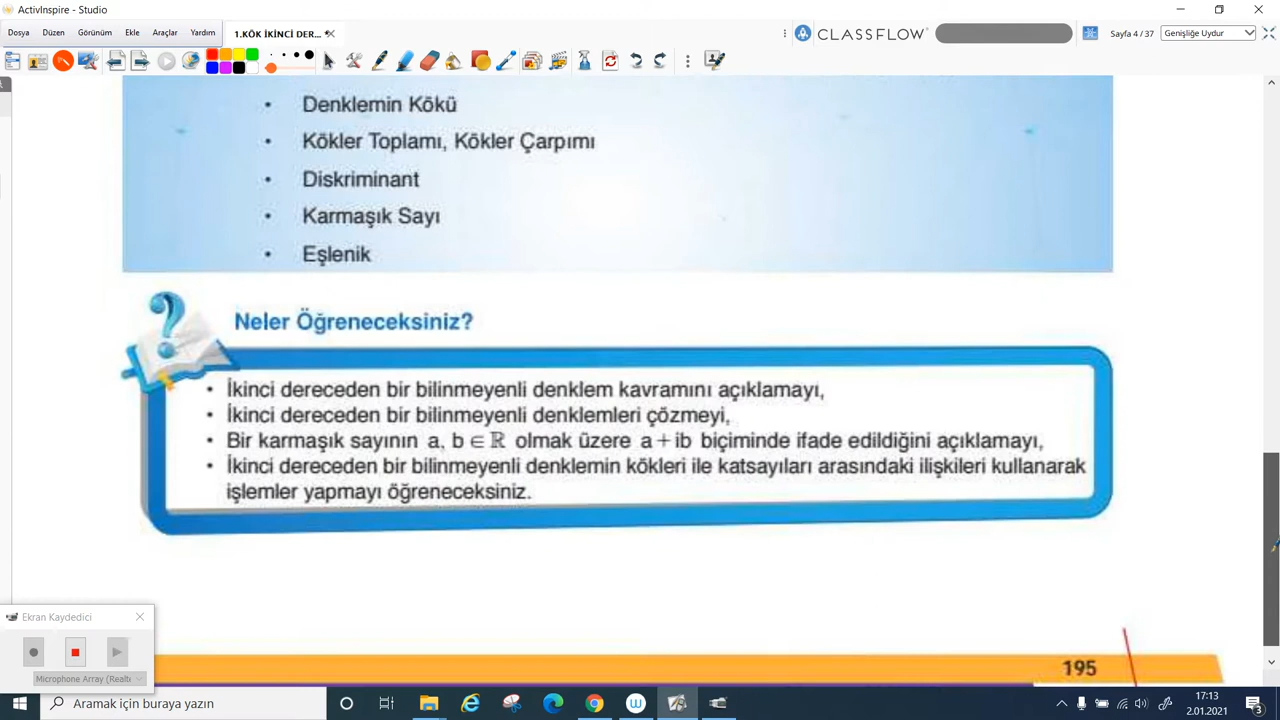 ActivInspire - Studio
Dosya Düzen Görünüm Ekle Araçlar Yardım
1.KÖK İKİNCİ DER...
CLASSFLOW
Sayfa 4 / 37
Genişliğe Uydur
• Denklemin Kökü
• Kökler Toplamı, Kökler Çarpımı
• Diskriminant
• Karmaşık Sayı
• Eşlenik
Neler Öğreneceksiniz?
• İkinci dereceden bir bilinmeyenli denklem kavramını açıklamayı,
• İkinci dereceden bir bilinmeyenli denklemleri çözmeyi,
• Bir karmaşık sayının a, b ∈ ℝ olmak üzere a + ib biçiminde ifade edildiğini açıklamayı,
• İkinci dereceden bir bilinmeyenli denklemin kökleri ile katsayıları arasındaki ilişkileri kullanarak
işlemler yapmayı öğreneceksiniz.
Ekran Kaydedici
Microphone Array (Realt
195
Aramak için buraya yazın
17:13
2.01.2021
3